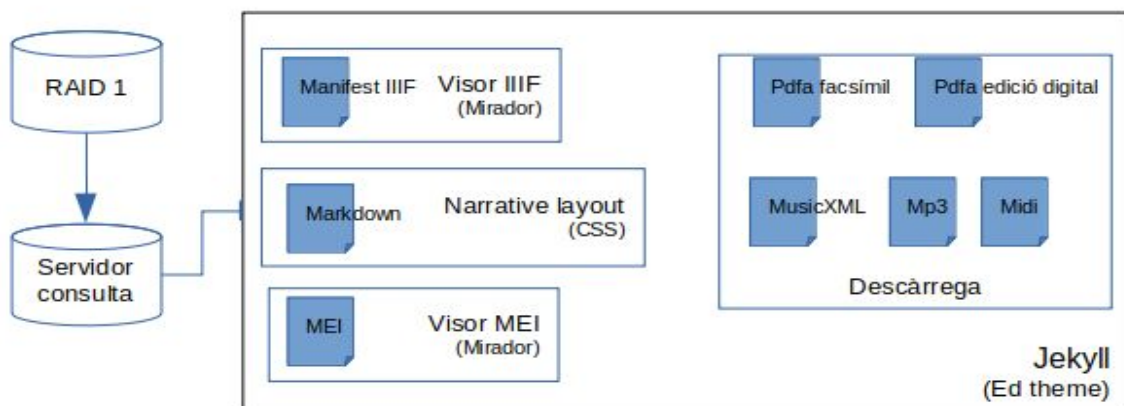 RAID 1
Servidor
consulta
Manifest IIIF
Visor IIIF
(Mirador)
Markdown
Narrative layout
(CSS)
MEI
Visor MEI
(Mirador)
Pdfa facsímil
Pdfa edició digital
MusicXML
Mp3
Midi
Descàrrega
Jekyll
(Ed theme)